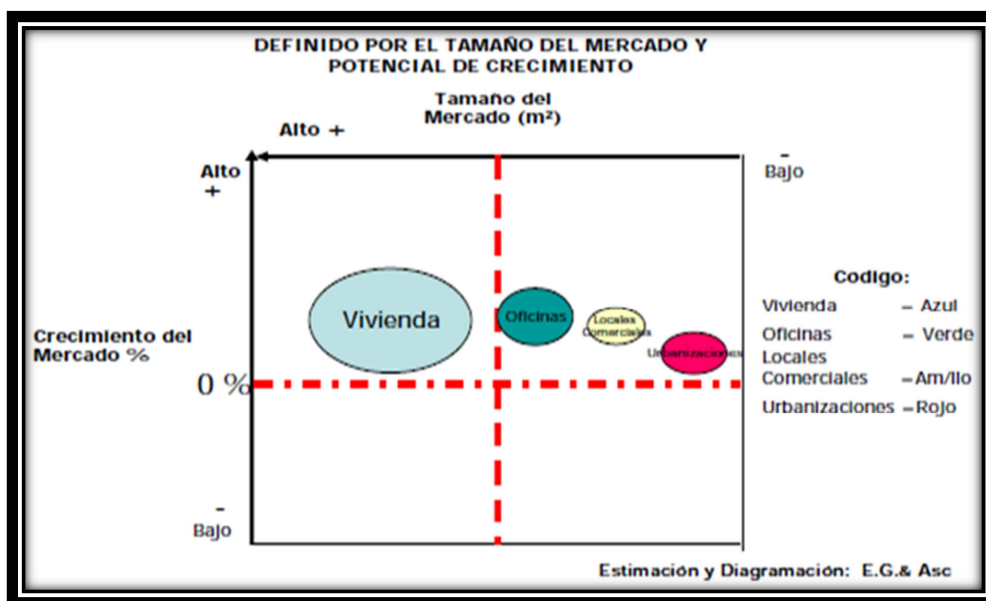 DEFINIDO POR EL TAMAÑO DEL MERCADO Y
POTENCIAL DE CRECIMIENTO
Tamaño del
Mercado (m²)
Alto +
Alto
+
-
Bajo
Vivienda
Oficinas
Locales
Comerciales
Urbanizaciones
Crecimiento del
Mercado %
0 %
-
Bajo
Codigo:
Vivienda – Azul
Oficinas – Verde
Locales
Comerciales –Am/llo
Urbanizaciones –Rojo
Estimación y Diagramación: E.G.& Asc